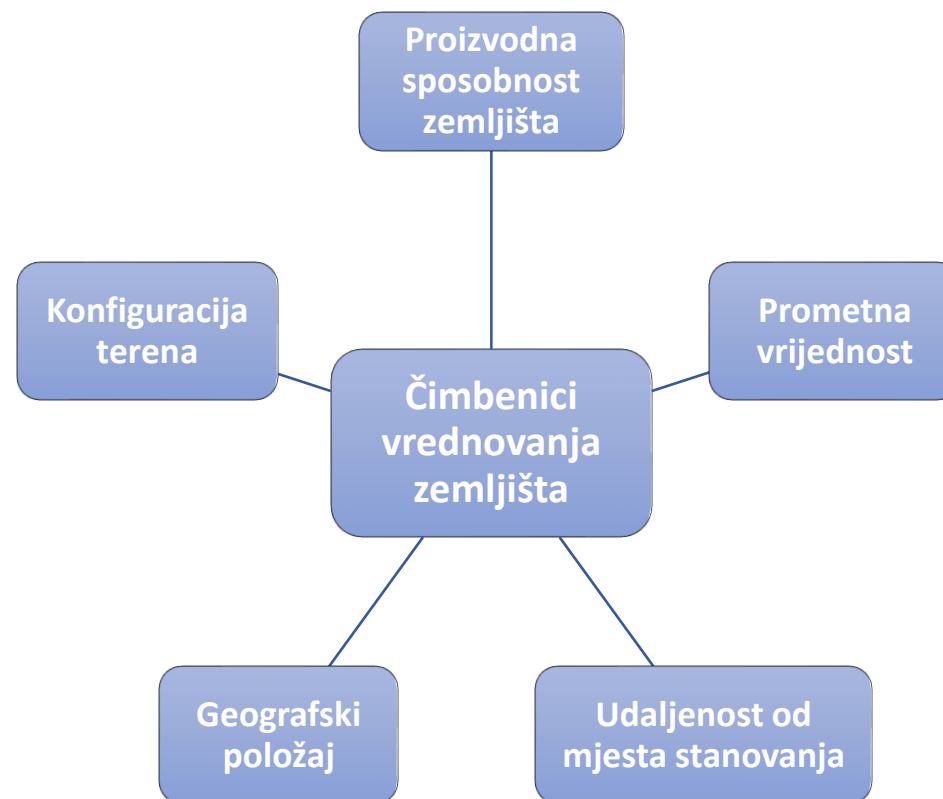 Proizvodna
sposobnost
zemljišta
Konfiguracija
terena
Prometna
vrijednost
Čimbenici
vrednovanja
zemljišta
Geografski
položaj
Udaljenost od
mjesta stanovanja